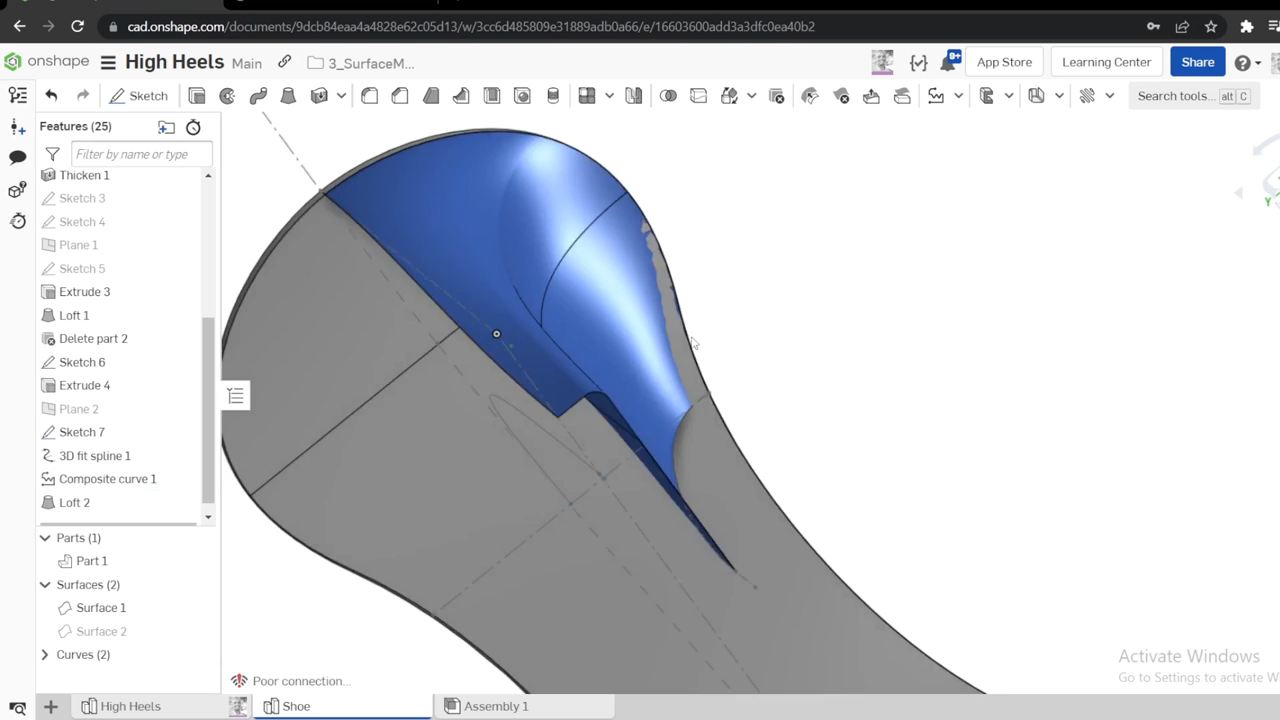 cad.onshape.com/documents/9dcb84eaa4a4828e62c05d13/w/3cc6d485809e31889adb0a66/e/16603600add3a3dfc0ea40b2
onshape High Heels Main 3_SurfaceM... 9+ App Store Learning Center Share
Sketch Search tools... alt C
Features (25)
Filter by name or type
Thicken 1
Sketch 3
Sketch 4
Plane 1
Sketch 5
Extrude 3
Loft 1
Delete part 2
Sketch 6
Extrude 4
Plane 2
Sketch 7
3D fit spline 1
Composite curve 1
Loft 2
Parts (1)
Part 1
Surfaces (2)
Surface 1
Surface 2
Curves (2)
Y
Poor connection...
Activate Windows
Go to Settings to activate W
High Heels Shoe Assembly 1